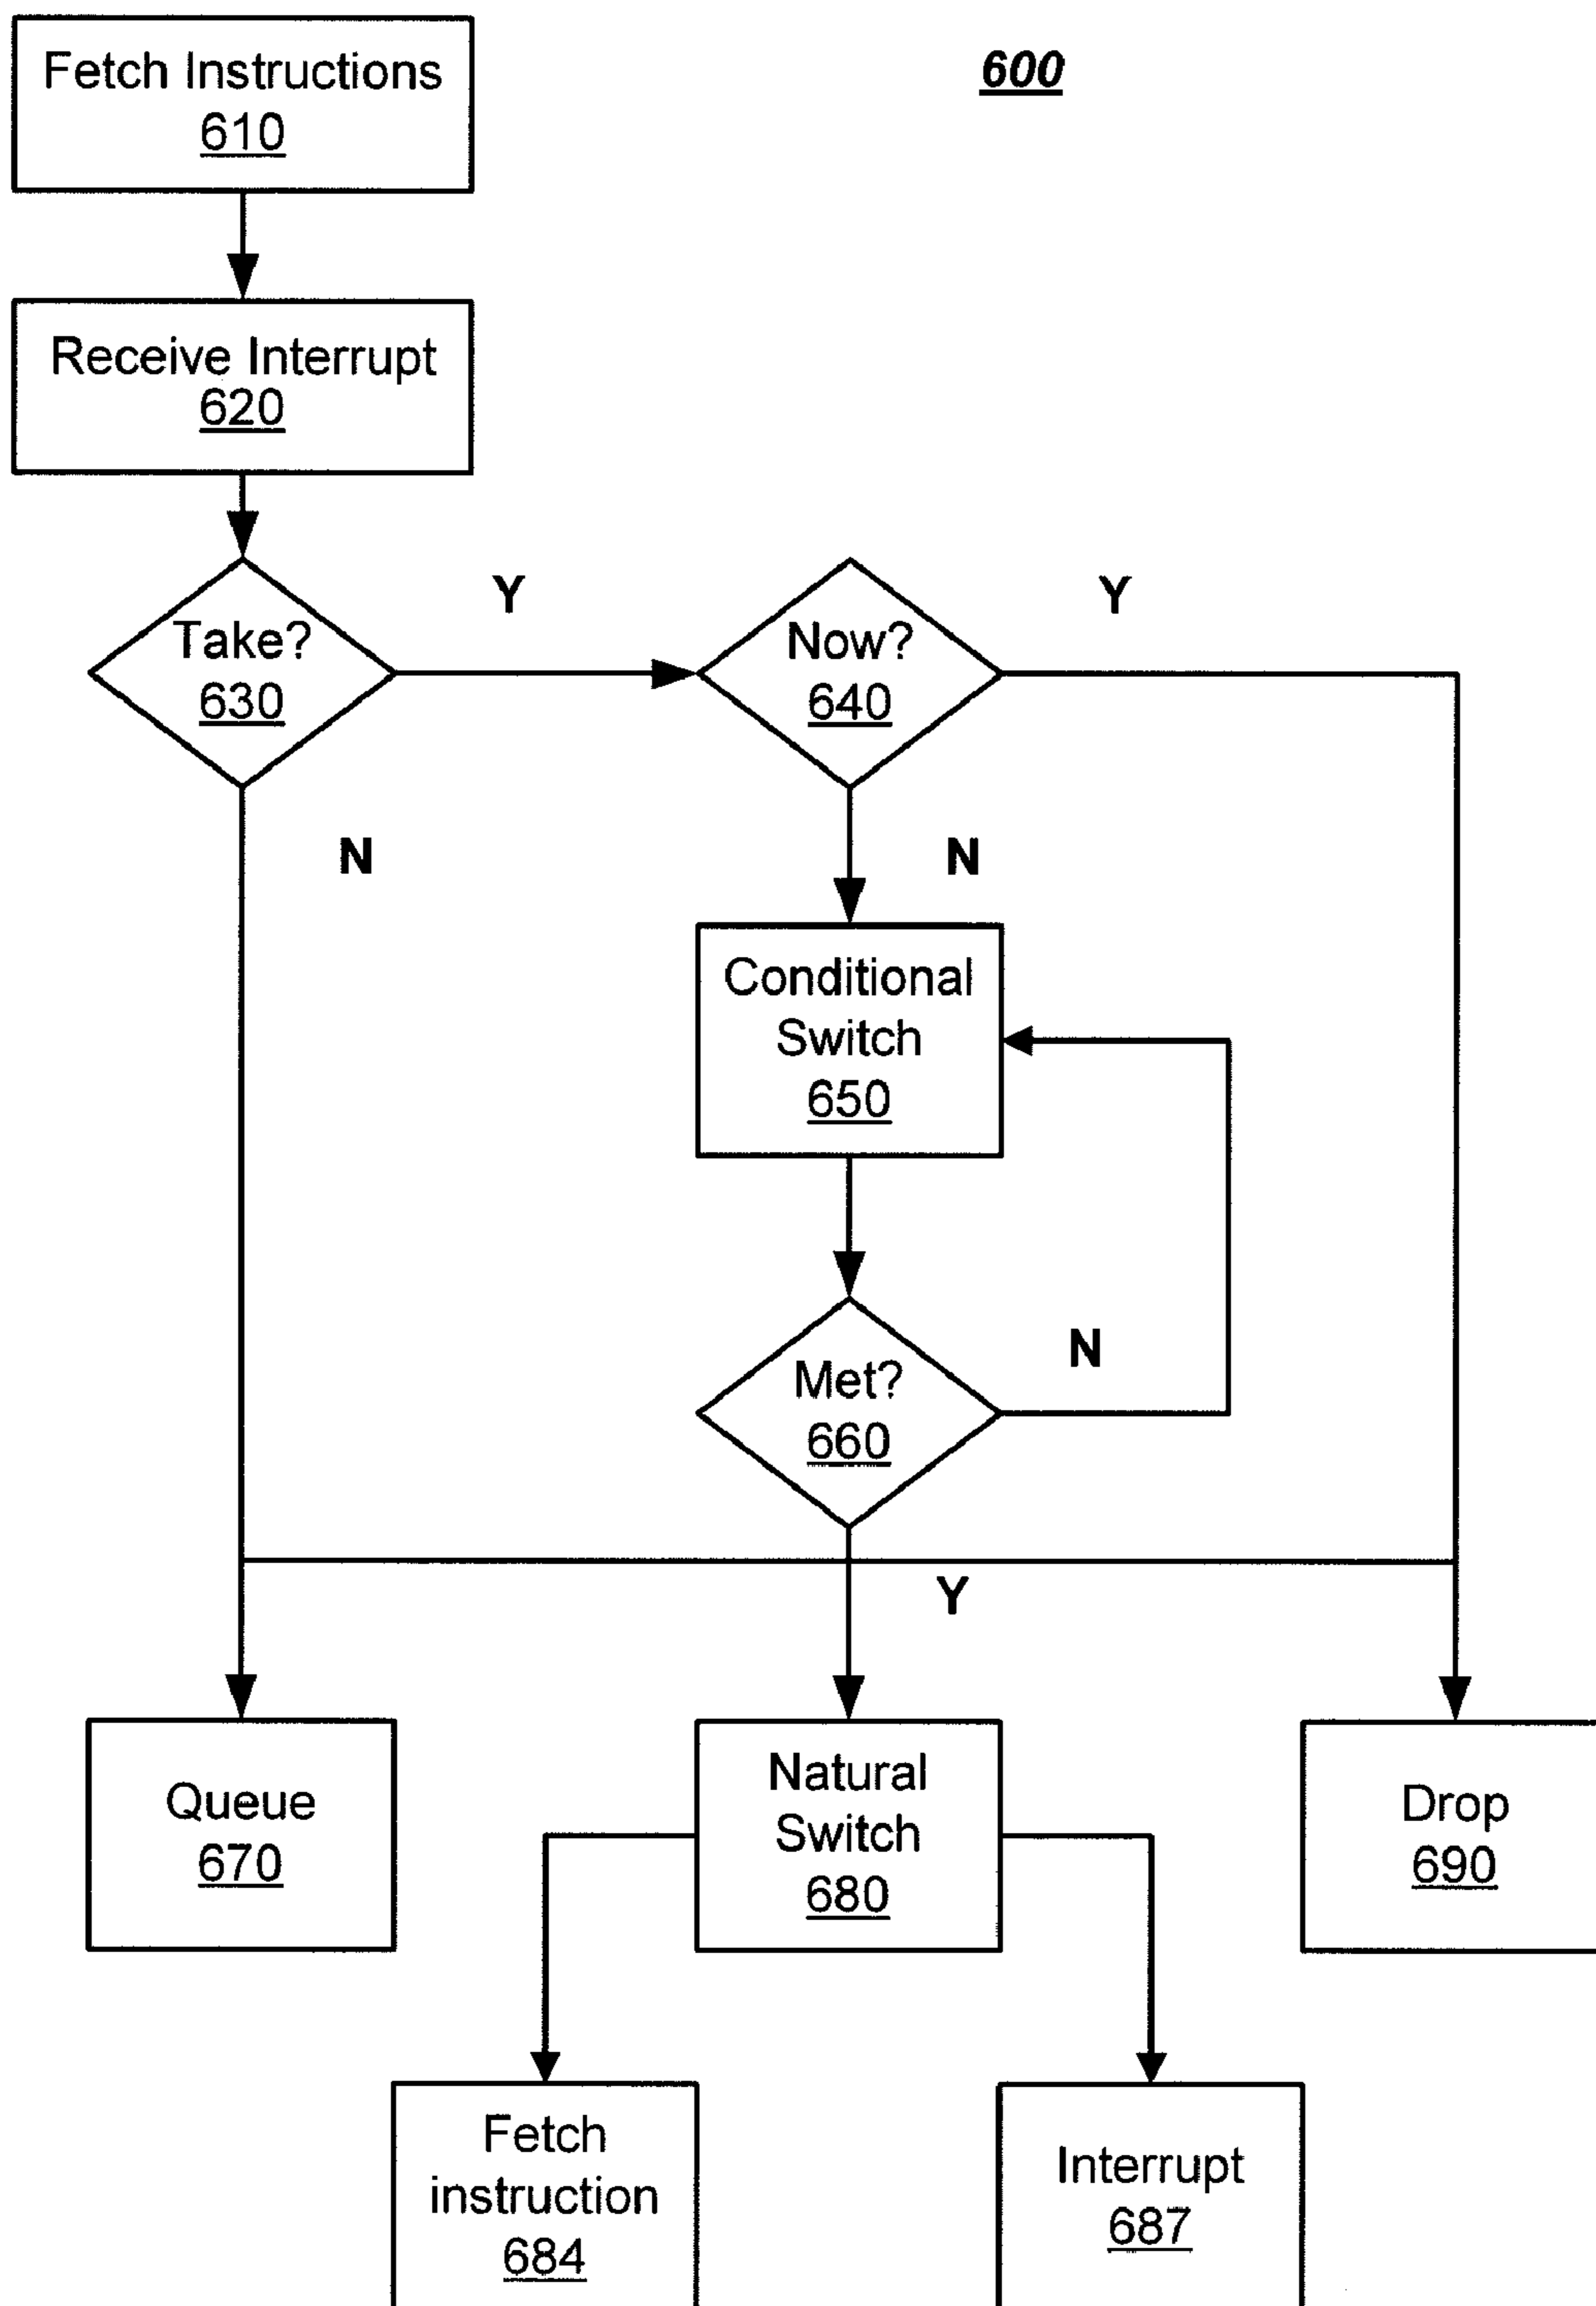 Fetch Instructions
610
600
Receive Interrupt
620
Take?
630
Y
Now?
640
Y
N
N
Conditional
Switch
650
Met?
660
N
Y
Queue
670
Natural
Switch
680
Drop
690
Fetch
instruction
684
Interrupt
687